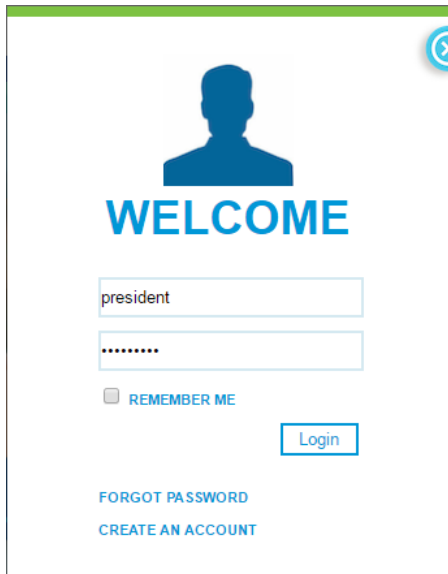 WELCOME
president
•••••••••
REMEMBER ME
Login
FORGOT PASSWORD
CREATE AN ACCOUNT